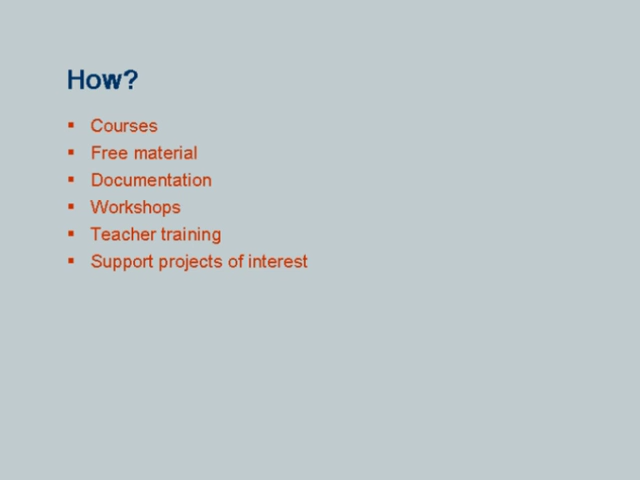 How?
▪ Courses
▪ Free material
▪ Documentation
▪ Workshops
▪ Teacher training
▪ Support projects of interest